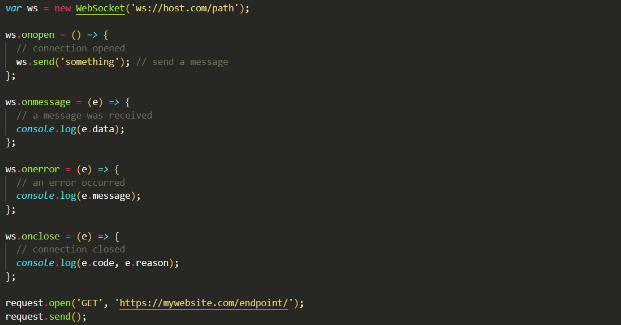 var ws = new WebSocket('ws://host.com/path');
ws.onopen = () => {
// connection opened
ws.send('something'); // send a message
};
ws.onmessage = (e) => {
// a message was received
console.log(e.data);
};
ws.onerror = (e) => {
// an error occurred
console.log(e.message);
};
ws.onclose = (e) => {
// connection closed
console.log(e.code, e.reason);
};
request.open('GET', 'https://mywebsite.com/endpoint/');
request.send();